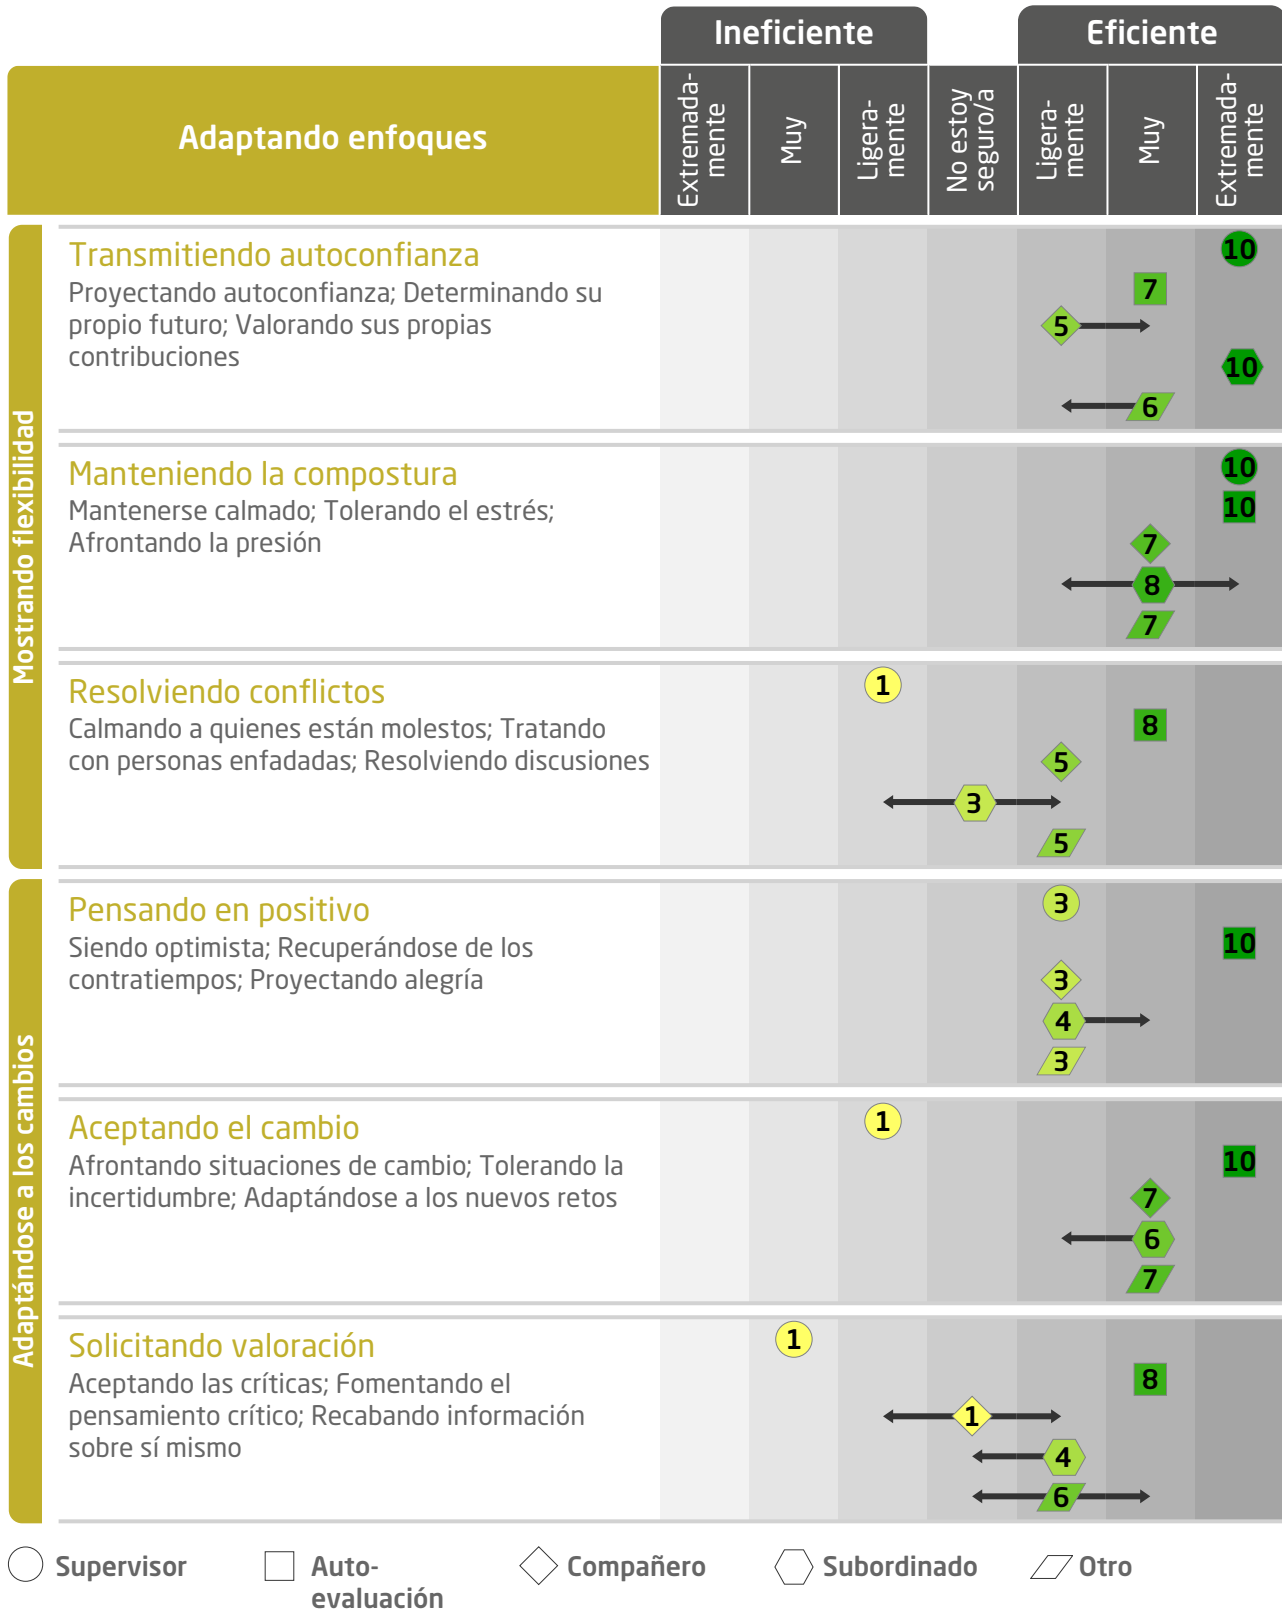 Ineficiente
Eficiente
Adaptando enfoques
Extremada-
mente
Muy
Ligera-
mente
No estoy
seguro/a
Ligera-
mente
Muy
Extremada-
mente
Mostrando flexibilidad
Transmitiendo autoconfianza
Proyectando autoconfianza; Determinando su
propio futuro; Valorando sus propias
contribuciones
10
7
5
10
6
Manteniendo la compostura
Mantenerse calmado; Tolerando el estrés;
Afrontando la presión
10
10
7
8
7
Resolviendo conflictos
Calmando a quienes están molestos; Tratando
con personas enfadadas; Resolviendo discusiones
1
8
5
3
5
Adaptándose a los cambios
Pensando en positivo
Siendo optimista; Recuperándose de los
contratiempos; Proyectando alegría
3
10
3
4
3
Aceptando el cambio
Afrontando situaciones de cambio; Tolerando la
incertidumbre; Adaptándose a los nuevos retos
1
10
7
6
7
Solicitando valoración
Aceptando las críticas; Fomentando el
pensamiento crítico; Recabando información
sobre sí mismo
1
8
1
4
6
Supervisor
Auto-
evaluación
Compañero
Subordinado
Otro